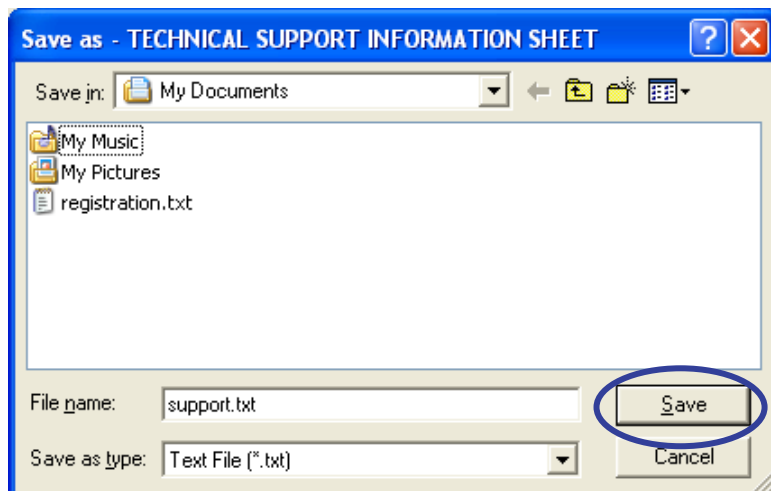 Save as - TECHNICAL SUPPORT INFORMATION SHEET
Save in: My Documents
My Music
My Pictures
registration.txt
File name: support.txt Save
Save as type: Text File (*.txt) Cancel